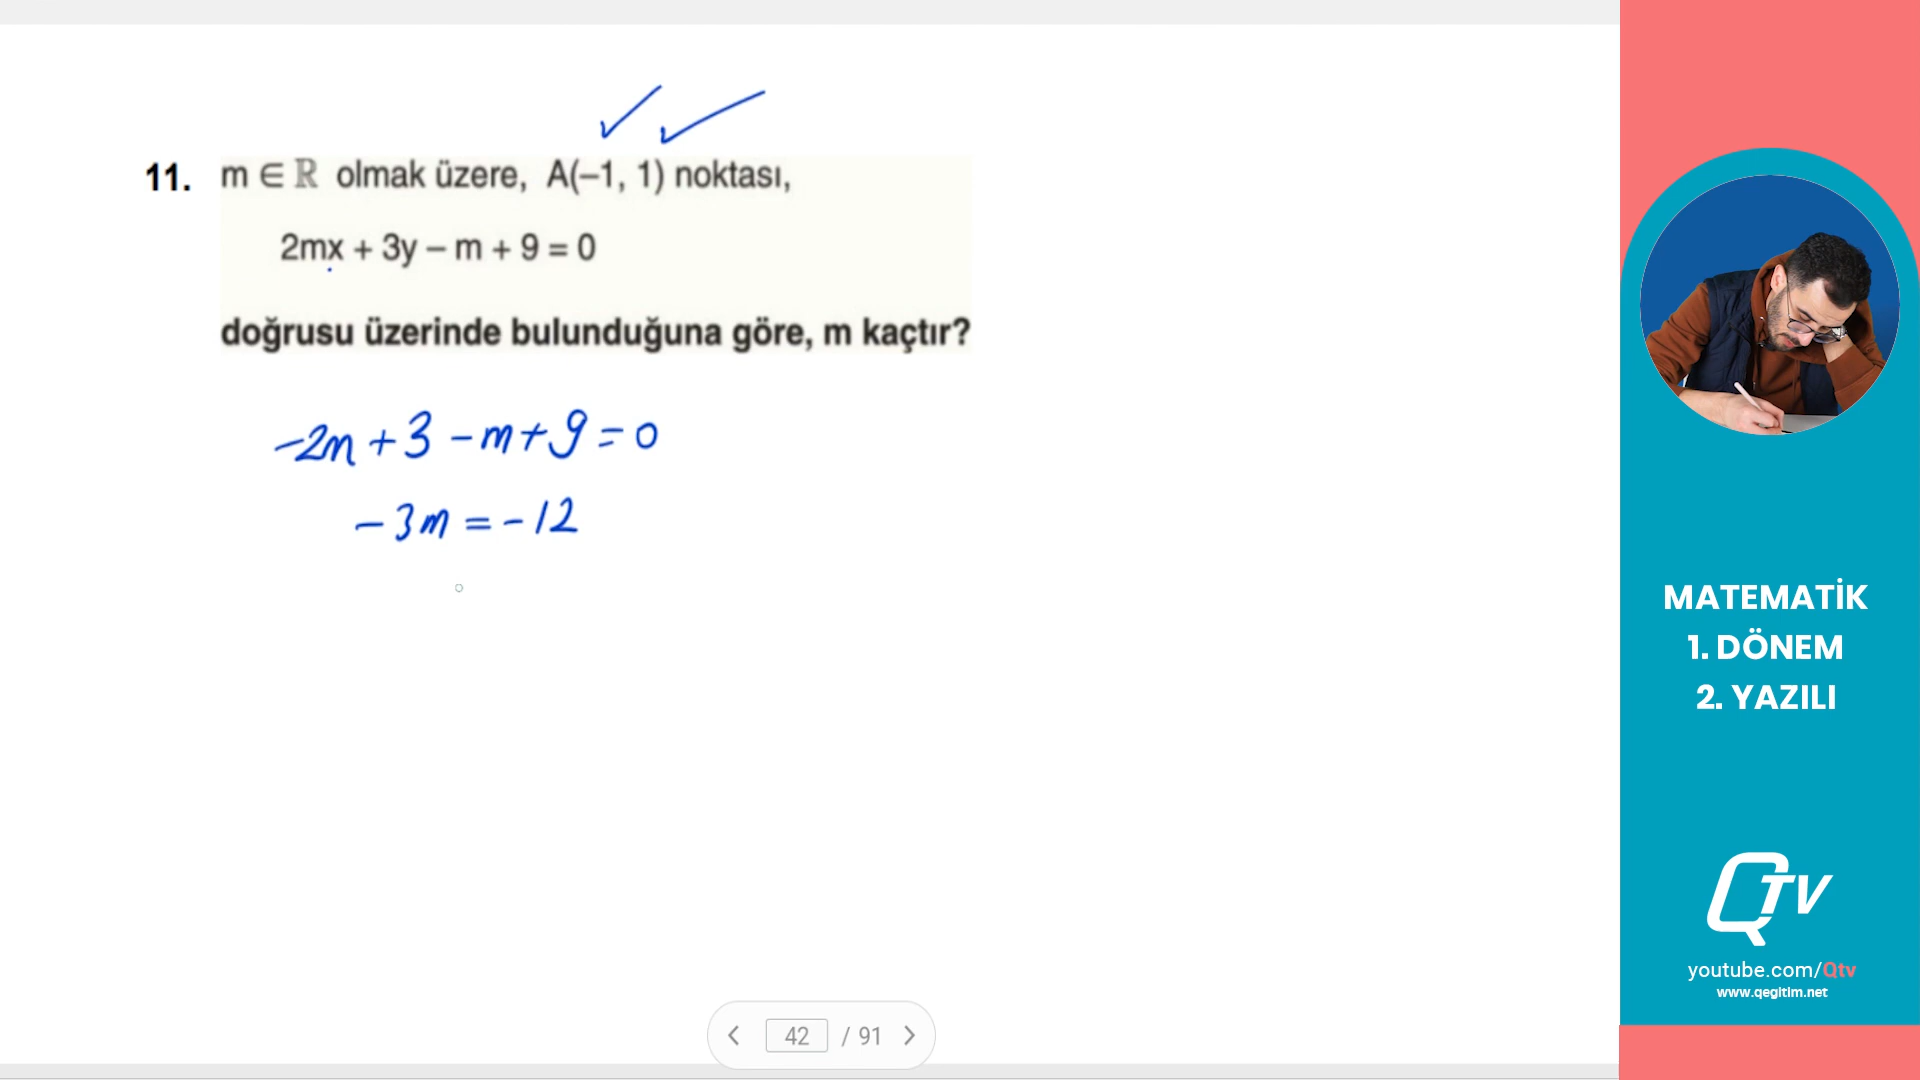 11. m ∈ ℝ olmak üzere, A(–1, 1) noktası,
2mx + 3y – m + 9 = 0
doğrusu üzerinde bulunduğuna göre, m kaçtır?
-2m + 3 - m + 9 = 0
- 3m = - 12
42 / 91
MATEMATİK
1. DÖNEM
2. YAZILI
QTV
youtube.com/Qtv
www.qegitim.net